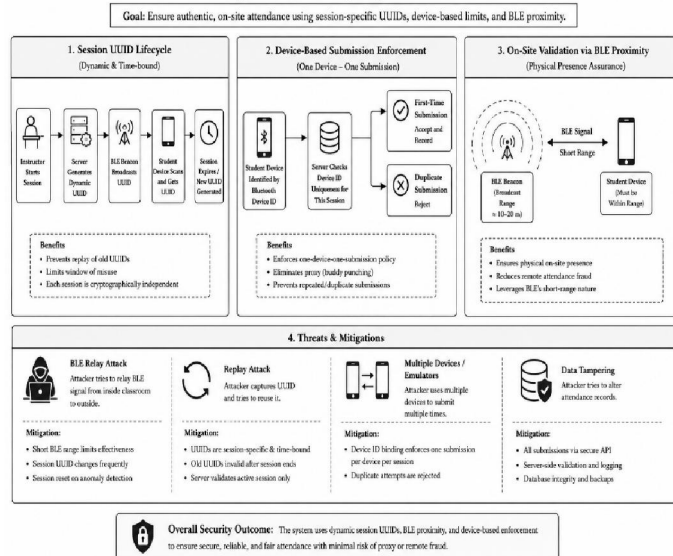 Goal: Ensure authentic, on-site attendance using session-specific UUIDs, device-based limits, and BLE proximity.
1. Session UUID Lifecycle
(Dynamic & Time-bound)
Instructor
Starts
Session
Server
Generates
Dynamic
UUID
BLE Beacon
Broadcasts
UUID
Student
Device Scans
and Gets
UUID
Session
Expires /
New UUID
Generated
Benefits
• Prevents replay of old UUIDs
• Limits window of misuse
• Each session is cryptographically independent
2. Device-Based Submission Enforcement
(One Device – One Submission)
Student Device
Identified by
Bluetooth
Device ID
Server Checks
Device ID
Uniqueness for
This Session
First-Time
Submission
Accept and
Record
Duplicate
Submission
Reject
Benefits
• Enforces one-device-one-submission policy
• Eliminates proxy (buddy punching)
• Prevents repeated/duplicate submissions
3. On-Site Validation via BLE Proximity
(Physical Presence Assurance)
BLE Signal
Short Range
BLE Beacon
(Broadcast
Range
≈ 10–20 m)
Student Device
(Must be
Within Range)
Benefits
• Ensures physical on-site presence
• Reduces remote attendance fraud
• Leverages BLE's short-range nature
4. Threats & Mitigations
BLE Relay Attack
Attacker tries to relay BLE
signal from inside classroom
to outside.
Mitigation:
• Short BLE range limits effectiveness
• Session UUID changes frequently
• Session reset on anomaly detection
Replay Attack
Attacker captures UUID
and tries to reuse it.
Mitigation:
• UUIDs are session-specific & time-bound
• Old UUIDs invalid after session ends
• Server validates active session only
Multiple Devices /
Emulators
Attacker uses multiple
devices to submit
multiple times.
Mitigation:
• Device ID binding enforces one submission
per device per session
• Duplicate attempts are rejected
Data Tampering
Attacker tries to alter
attendance records.
Mitigation:
• All submissions via secure API
• Server-side validation and logging
• Database integrity and backups
Overall Security Outcome: The system uses dynamic session UUIDs, BLE proximity, and device-based enforcement
to ensure secure, reliable, and fair attendance with minimal risk of proxy or remote fraud.